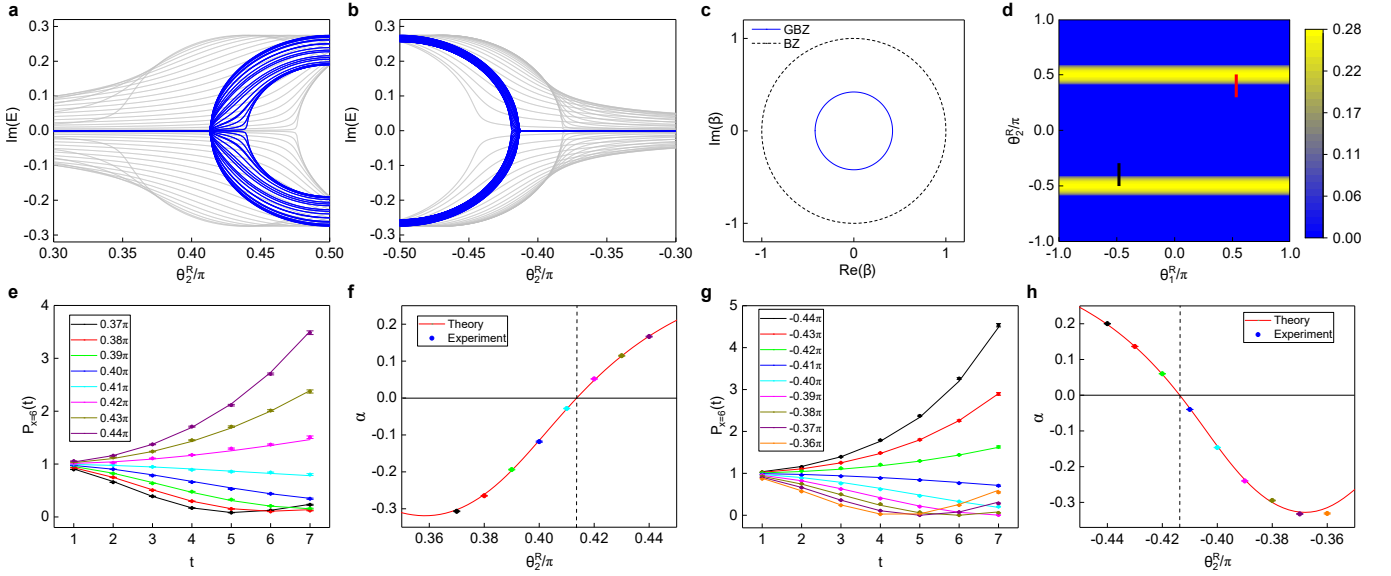 a
Im(E)
0.3
0.2
0.1
0.0
-0.1
-0.2
-0.3
0.30
0.35
0.40
0.45
0.50
θ₂ᴿ/π
b
Im(E)
0.3
0.2
0.1
0.0
-0.1
-0.2
-0.3
-0.50
-0.45
-0.40
-0.35
-0.30
θ₂ᴿ/π
c
GBZ
BZ
Im(β)
1
0
-1
-1
0
1
Re(β)
d
θ₂ᴿ/π
1.0
0.5
0.0
-0.5
-1.0
-1.0
-0.5
0.0
0.5
1.0
θ₁ᴿ/π
0.28
0.22
0.17
0.11
0.06
0.00
e
Pₓ₌₆(t)
4
3
2
1
0
0.37π
0.38π
0.39π
0.40π
0.41π
0.42π
0.43π
0.44π
1
2
3
4
5
6
7
t
f
α
0.2
0.1
0.0
-0.1
-0.2
-0.3
Theory
Experiment
0.36
0.38
0.40
0.42
0.44
θ₂ᴿ/π
g
Pₓ₌₆(t)
5
4
3
2
1
0
-0.44π
-0.43π
-0.42π
-0.41π
-0.40π
-0.39π
-0.38π
-0.37π
-0.36π
1
2
3
4
5
6
7
t
h
α
0.2
0.1
0.0
-0.1
-0.2
-0.3
Theory
Experiment
-0.44
-0.42
-0.40
-0.38
-0.36
θ₂ᴿ/π